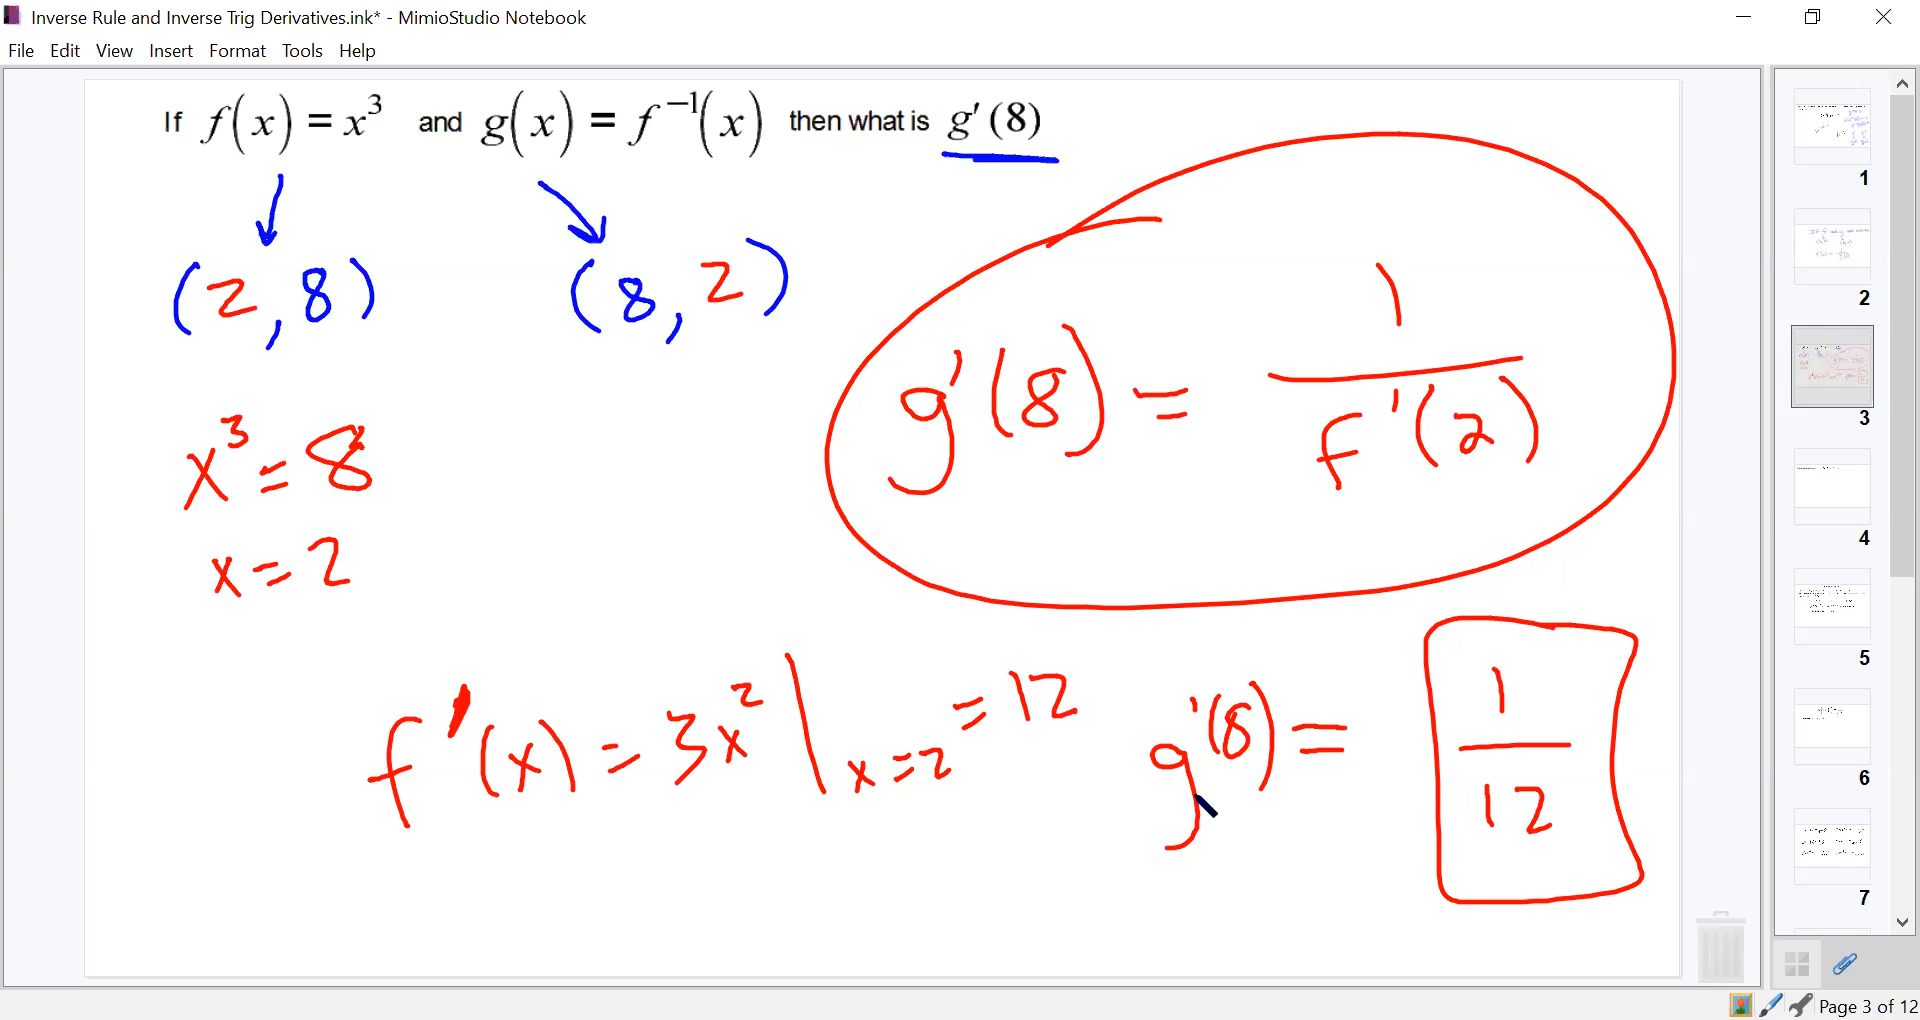 Inverse Rule and Inverse Trig Derivatives.ink* - MimioStudio Notebook
File Edit View Insert Format Tools Help
If f(x) = x³ and g(x) = f⁻¹(x) then what is g'(8)
(2,8) (8,2)
g'(8) = 1/f'(2)
x³ = 8
x = 2
f'(x) = 3x² | x=2 = 12 g'(8) = 1/12
1
2
3
4
5
6
7
Page 3 of 12